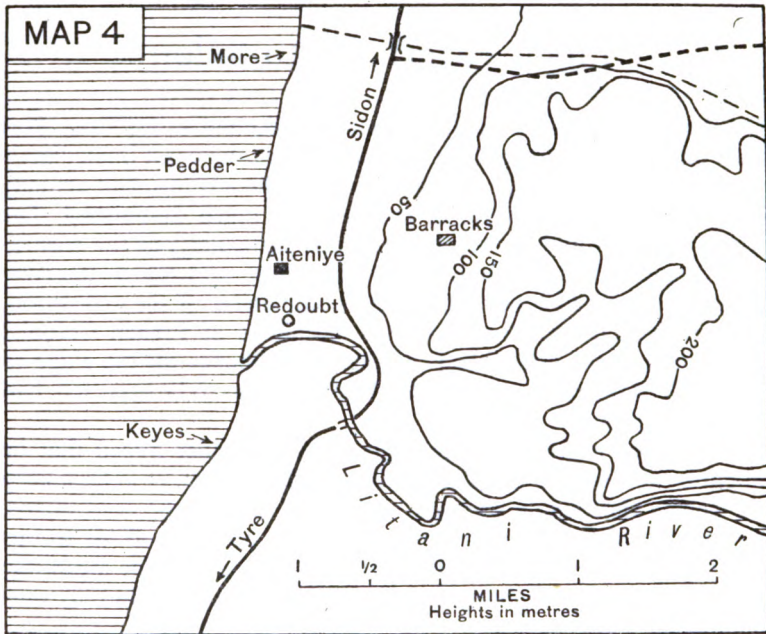 MAP 4
More
Sidon
Pedder
50
Barracks
100
150
Aiteniye
Redoubt
200
Keyes
Litani River
Tyre
1 ½ 0 1 2
MILES
Heights in metres